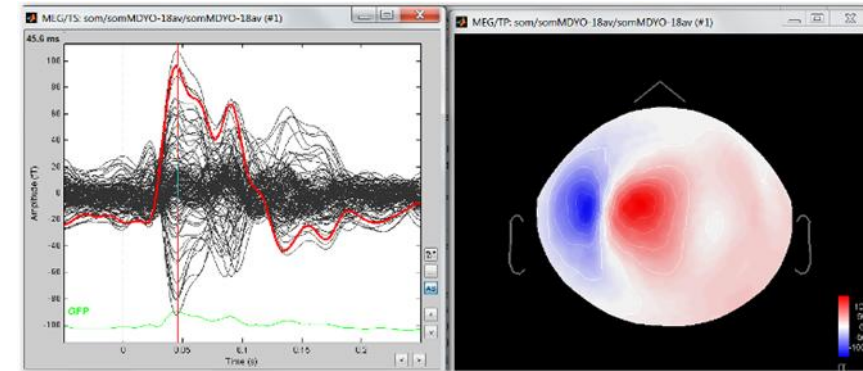 MEG/TS: som/somMDYO-18av/somMDYO-18av (#1)
45.6 ms
100
80
60
40
20
0
-20
-40
-60
-80
-100
Amplitude (fT)
GFP
0
0.05
0.1
0.15
0.2
Time (s)
AS
MEG/TP: som/somMDYO-18av/somMDYO-18av (#1)